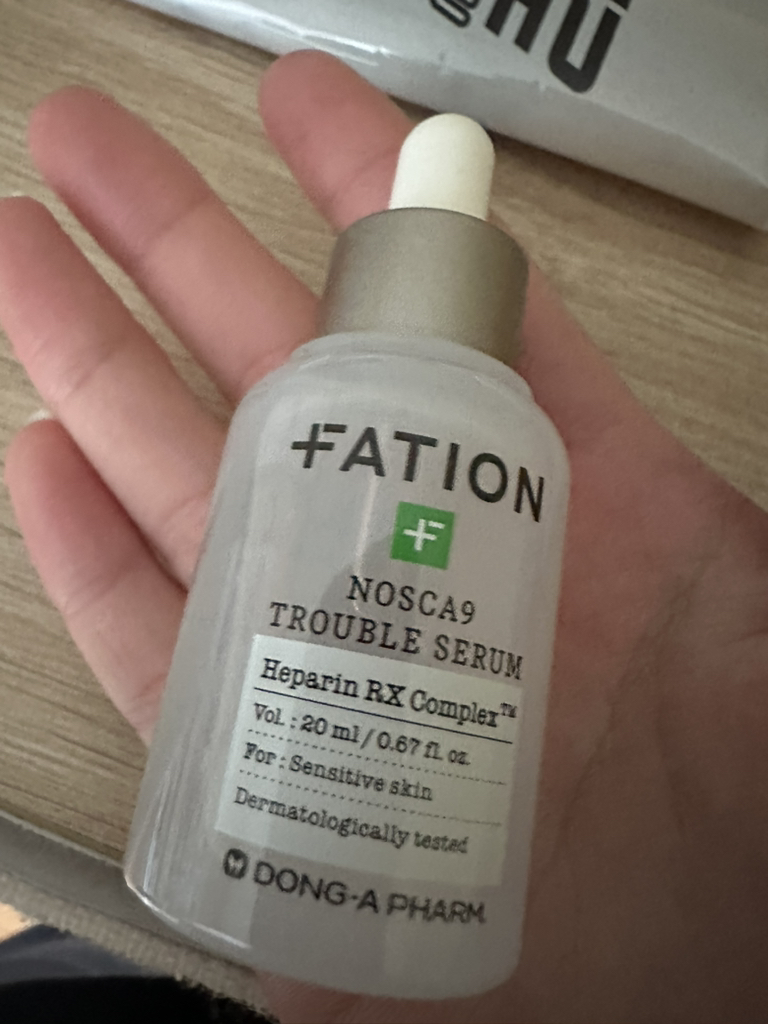 HU
FATION
F
NOSCA9
TROUBLE SERUM
Heparin RX Complex™
Vol. : 20 ml / 0.67 fl. oz.
For : Sensitive skin
Dermatologically tested
DONG-A PHARM